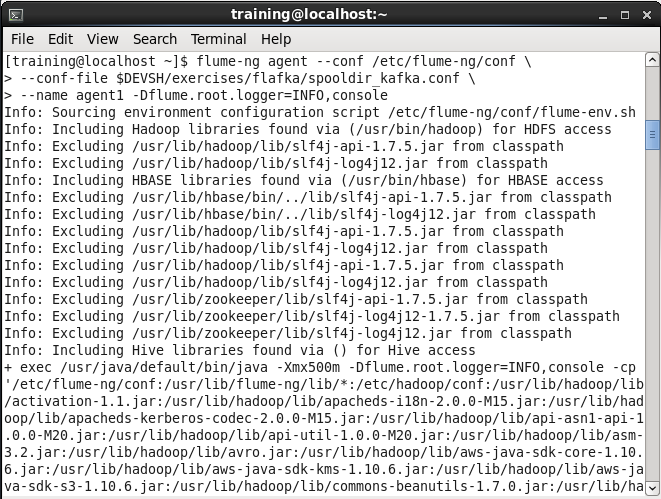 training@localhost:~
File Edit View Search Terminal Help
[training@localhost ~]$ flume-ng agent --conf /etc/flume-ng/conf \
> --conf-file $DEVSH/exercises/flafka/spooldir_kafka.conf \
> --name agent1 -Dflume.root.logger=INFO,console
Info: Sourcing environment configuration script /etc/flume-ng/conf/flume-env.sh
Info: Including Hadoop libraries found via (/usr/bin/hadoop) for HDFS access
Info: Excluding /usr/lib/hadoop/lib/slf4j-api-1.7.5.jar from classpath
Info: Excluding /usr/lib/hadoop/lib/slf4j-log4j12.jar from classpath
Info: Including HBASE libraries found via (/usr/bin/hbase) for HBASE access
Info: Excluding /usr/lib/hbase/bin/../lib/slf4j-api-1.7.5.jar from classpath
Info: Excluding /usr/lib/hbase/bin/../lib/slf4j-log4j12.jar from classpath
Info: Excluding /usr/lib/hadoop/lib/slf4j-api-1.7.5.jar from classpath
Info: Excluding /usr/lib/hadoop/lib/slf4j-log4j12.jar from classpath
Info: Excluding /usr/lib/hadoop/lib/slf4j-api-1.7.5.jar from classpath
Info: Excluding /usr/lib/hadoop/lib/slf4j-log4j12.jar from classpath
Info: Excluding /usr/lib/zookeeper/lib/slf4j-api-1.7.5.jar from classpath
Info: Excluding /usr/lib/zookeeper/lib/slf4j-log4j12-1.7.5.jar from classpath
Info: Excluding /usr/lib/zookeeper/lib/slf4j-log4j12.jar from classpath
Info: Including Hive libraries found via () for Hive access
+ exec /usr/java/default/bin/java -Xmx500m -Dflume.root.logger=INFO,console -cp
'/etc/flume-ng/conf:/usr/lib/flume-ng/lib/*:/etc/hadoop/conf:/usr/lib/hadoop/lib
/activation-1.1.jar:/usr/lib/hadoop/lib/apacheds-i18n-2.0.0-M15.jar:/usr/lib/had
oop/lib/apacheds-kerberos-codec-2.0.0-M15.jar:/usr/lib/hadoop/lib/api-asn1-api-1
.0.0-M20.jar:/usr/lib/hadoop/lib/api-util-1.0.0-M20.jar:/usr/lib/hadoop/lib/asm-
3.2.jar:/usr/lib/hadoop/lib/avro.jar:/usr/lib/hadoop/lib/aws-java-sdk-core-1.10.
6.jar:/usr/lib/hadoop/lib/aws-java-sdk-kms-1.10.6.jar:/usr/lib/hadoop/lib/aws-ja
va-sdk-s3-1.10.6.jar:/usr/lib/hadoop/lib/commons-beanutils-1.7.0.jar:/usr/lib/ha